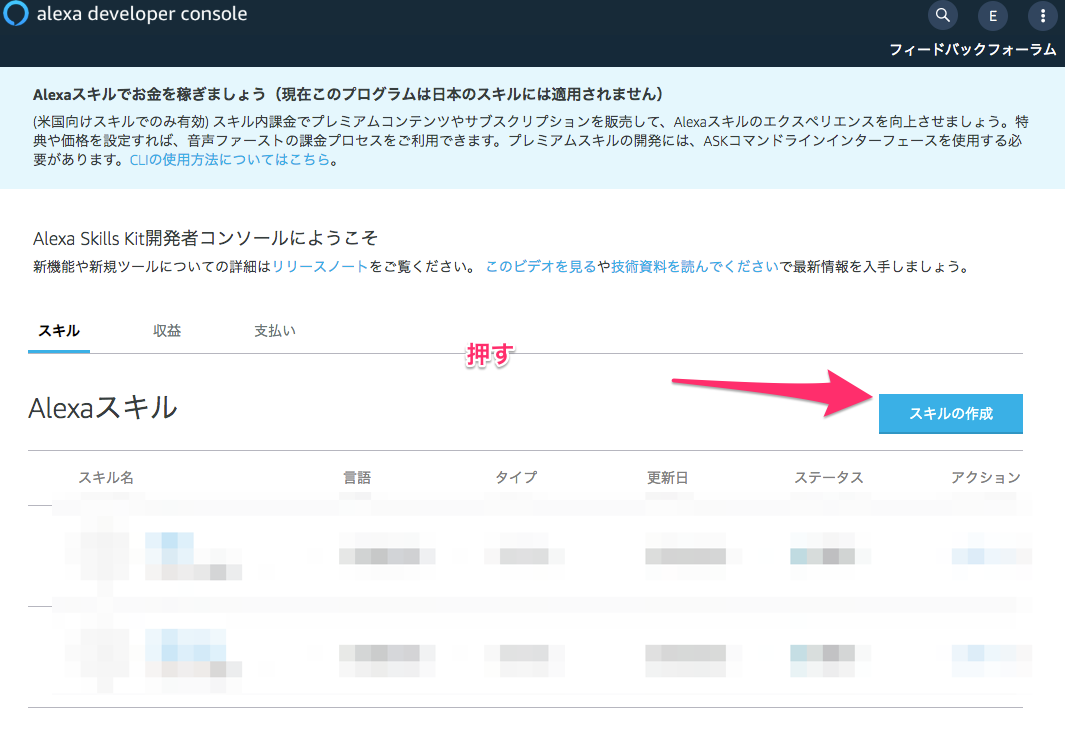 alexa developer console
E
フィードバックフォーラム
Alexaスキルでお金を稼ぎましょう（現在このプログラムは日本のスキルには適用されません）
(米国向けスキルでのみ有効) スキル内課金でプレミアムコンテンツやサブスクリプションを販売して、Alexaスキルのエクスペリエンスを向上させましょう。特
典や価格を設定すれば、音声ファーストの課金プロセスをご利用できます。プレミアムスキルの開発には、ASKコマンドラインインターフェースを使用する必
要があります。CLIの使用方法についてはこちら。
Alexa Skills Kit開発者コンソールにようこそ
新機能や新規ツールについての詳細はリリースノートをご覧ください。 このビデオを見るや技術資料を読んでくださいで最新情報を入手しましょう。
スキル 収益 支払い
押す
Alexaスキル
スキルの作成
スキル名 言語 タイプ 更新日 ステータス アクション